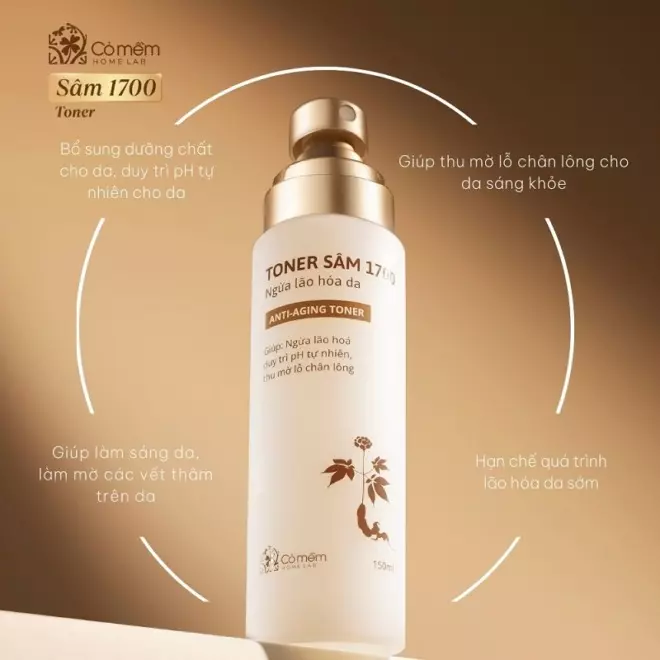 Cỏ mềm
HOME LAB
Sâm 1700
Toner
Bổ sung dưỡng chất
cho da, duy trì pH tự
nhiên cho da
Giúp thu mờ lỗ chân lông cho
da sáng khỏe
TONER SÂM 1700
Ngừa lão hóa da
ANTI-AGING TONER
Giúp: Ngừa lão hoá
duy trì pH tự nhiên,
thu mờ lỗ chân lông
Giúp làm sáng da,
làm mờ các vết thâm
trên da
Hạn chế quá trình
lão hóa da sớm
Cỏ mềm
HOME LAB
150ml